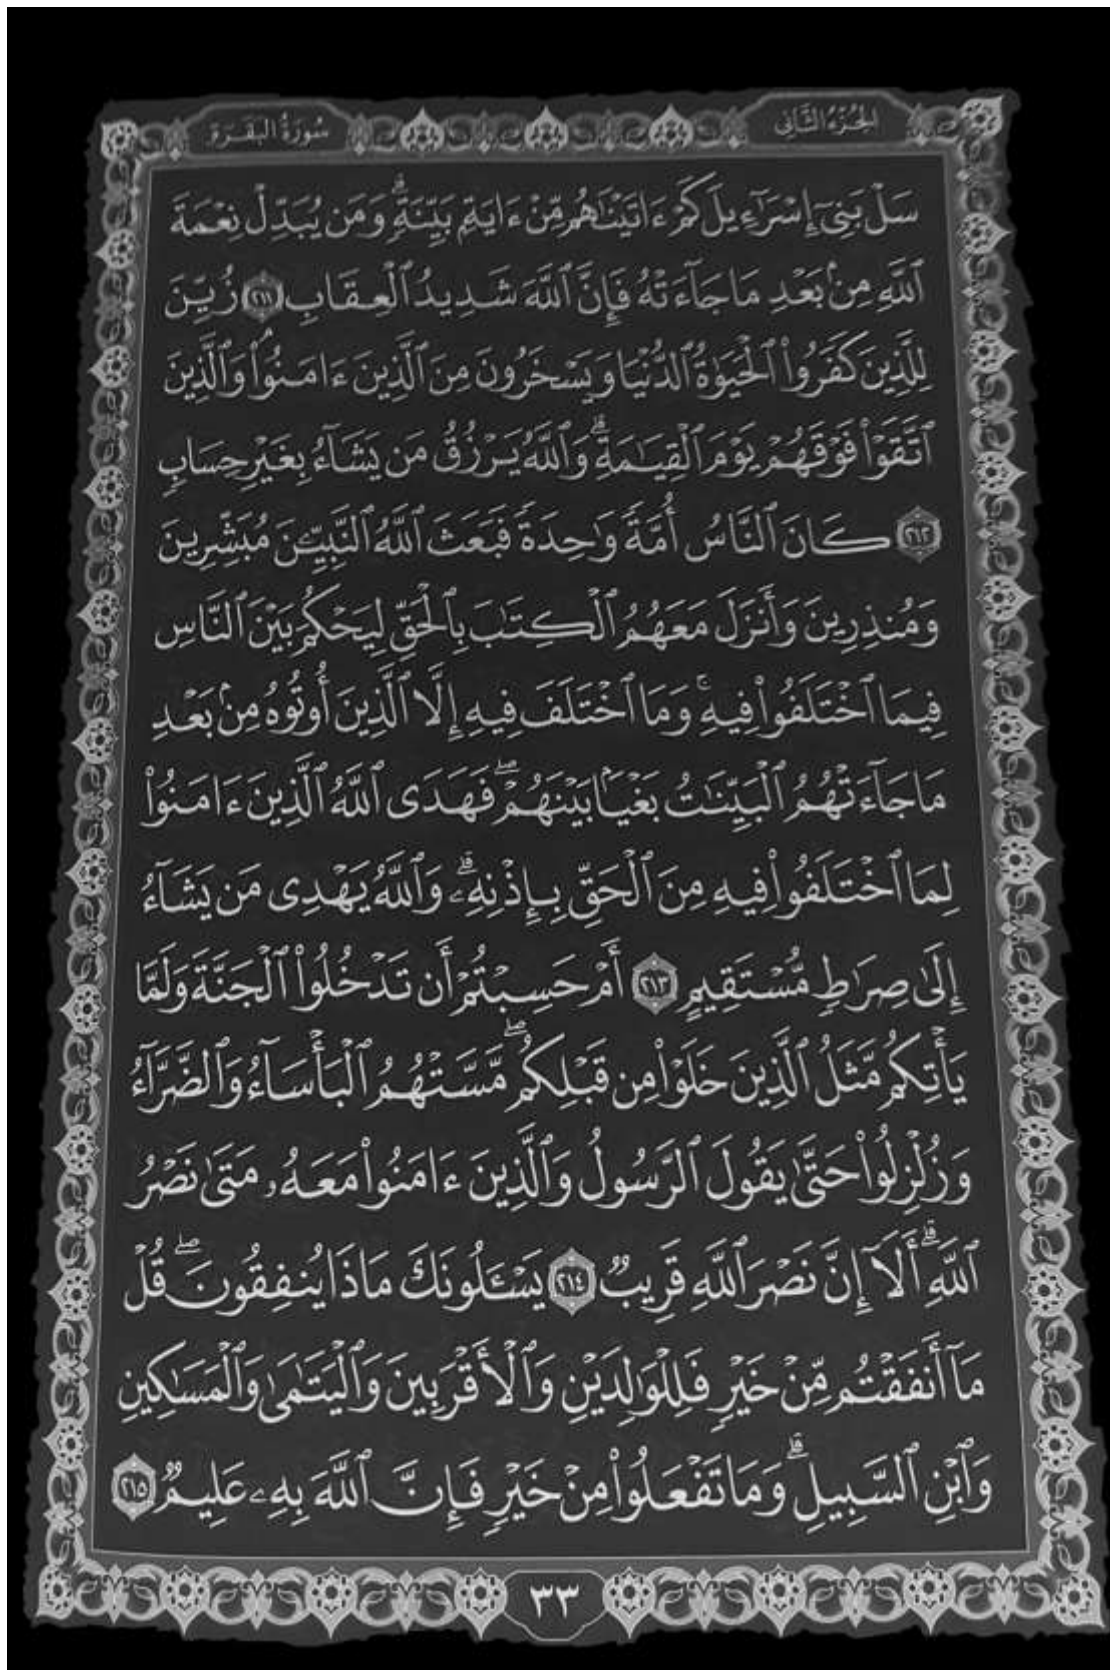 الجُزْءُ الثَّانِي
سُورَةُ البَقَرَةِ
سَلْ بَنِىٓ إِسْرَٰٓءِيلَ كَمْ ءَاتَيْنَٰهُم مِّنْ ءَايَةِۭ بَيِّنَةٍۗ وَمَن يُبَدِّلْ نِعْمَةَ
ٱللَّهِ مِنۢ بَعْدِ مَا جَآءَتْهُ فَإِنَّ ٱللَّهَ شَدِيدُ ٱلْعِقَابِ ٢١١ زُيِّنَ
لِلَّذِينَ كَفَرُوا۟ ٱلْحَيَوٰةُ ٱلدُّنْيَا وَيَسْخَرُونَ مِنَ ٱلَّذِينَ ءَامَنُوا۟ۘ وَٱلَّذِينَ
ٱتَّقَوْا۟ فَوْقَهُمْ يَوْمَ ٱلْقِيَٰمَةِۗ وَٱللَّهُ يَرْزُقُ مَن يَشَآءُ بِغَيْرِ حِسَابٍ
٢١٢ كَانَ ٱلنَّاسُ أُمَّةً وَٰحِدَةً فَبَعَثَ ٱللَّهُ ٱلنَّبِيِّـۧنَ مُبَشِّرِينَ
وَمُنذِرِينَ وَأَنزَلَ مَعَهُمُ ٱلْكِتَٰبَ بِٱلْحَقِّ لِيَحْكُمَ بَيْنَ ٱلنَّاسِ
فِيمَا ٱخْتَلَفُوا۟ فِيهِۚ وَمَا ٱخْتَلَفَ فِيهِ إِلَّا ٱلَّذِينَ أُوتُوهُ مِنۢ بَعْدِ
مَا جَآءَتْهُمُ ٱلْبَيِّنَٰتُ بَغْيَۢا بَيْنَهُمْۖ فَهَدَى ٱللَّهُ ٱلَّذِينَ ءَامَنُوا۟
لِمَا ٱخْتَلَفُوا۟ فِيهِ مِنَ ٱلْحَقِّ بِإِذْنِهِۦۗ وَٱللَّهُ يَهْدِى مَن يَشَآءُ
إِلَىٰ صِرَٰطٍ مُّسْتَقِيمٍ ٢١٣ أَمْ حَسِبْتُمْ أَن تَدْخُلُوا۟ ٱلْجَنَّةَ وَلَمَّا
يَأْتِكُم مَّثَلُ ٱلَّذِينَ خَلَوْا۟ مِن قَبْلِكُمۖ مَّسَّتْهُمُ ٱلْبَأْسَآءُ وَٱلضَّرَّآءُ
وَزُلْزِلُوا۟ حَتَّىٰ يَقُولَ ٱلرَّسُولُ وَٱلَّذِينَ ءَامَنُوا۟ مَعَهُۥ مَتَىٰ نَصْرُ
ٱللَّهِۗ أَلَآ إِنَّ نَصْرَ ٱللَّهِ قَرِيبٌ ٢١٤ يَسْـَٔلُونَكَ مَاذَا يُنفِقُونَۖ قُلْ
مَآ أَنفَقْتُم مِّنْ خَيْرٍ فَلِلْوَٰلِدَيْنِ وَٱلْأَقْرَبِينَ وَٱلْيَتَٰمَىٰ وَٱلْمَسَٰكِينِ
وَٱبْنِ ٱلسَّبِيلِۗ وَمَا تَفْعَلُوا۟ مِنْ خَيْرٍ فَإِنَّ ٱللَّهَ بِهِۦ عَلِيمٌ ٢١٥
٣٣